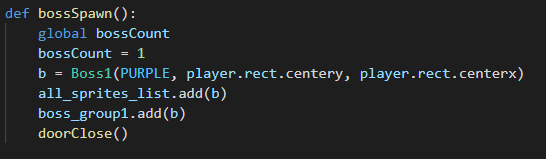 def bossSpawn():
    global bossCount
    bossCount = 1
    b = Boss1(PURPLE, player.rect.centery, player.rect.centerx)
    all_sprites_list.add(b)
    boss_group1.add(b)
    doorClose()